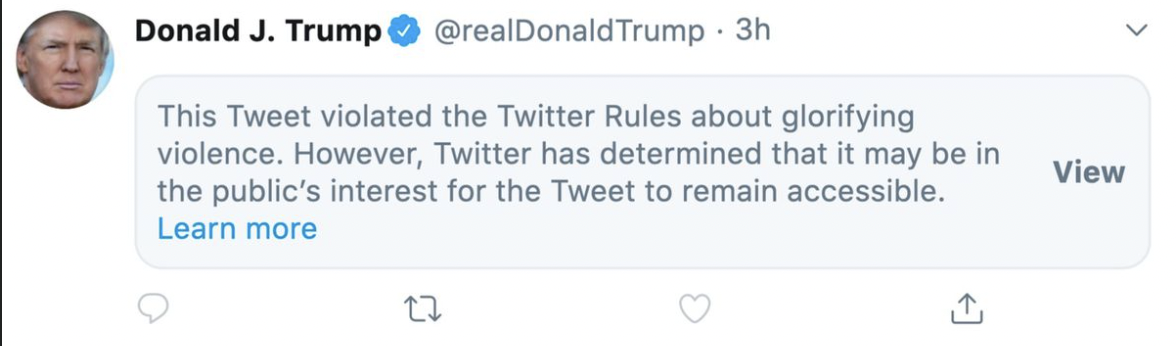 Donald J. Trump @realDonaldTrump · 3h
This Tweet violated the Twitter Rules about glorifying
violence. However, Twitter has determined that it may be in
the public’s interest for the Tweet to remain accessible.
Learn more
View